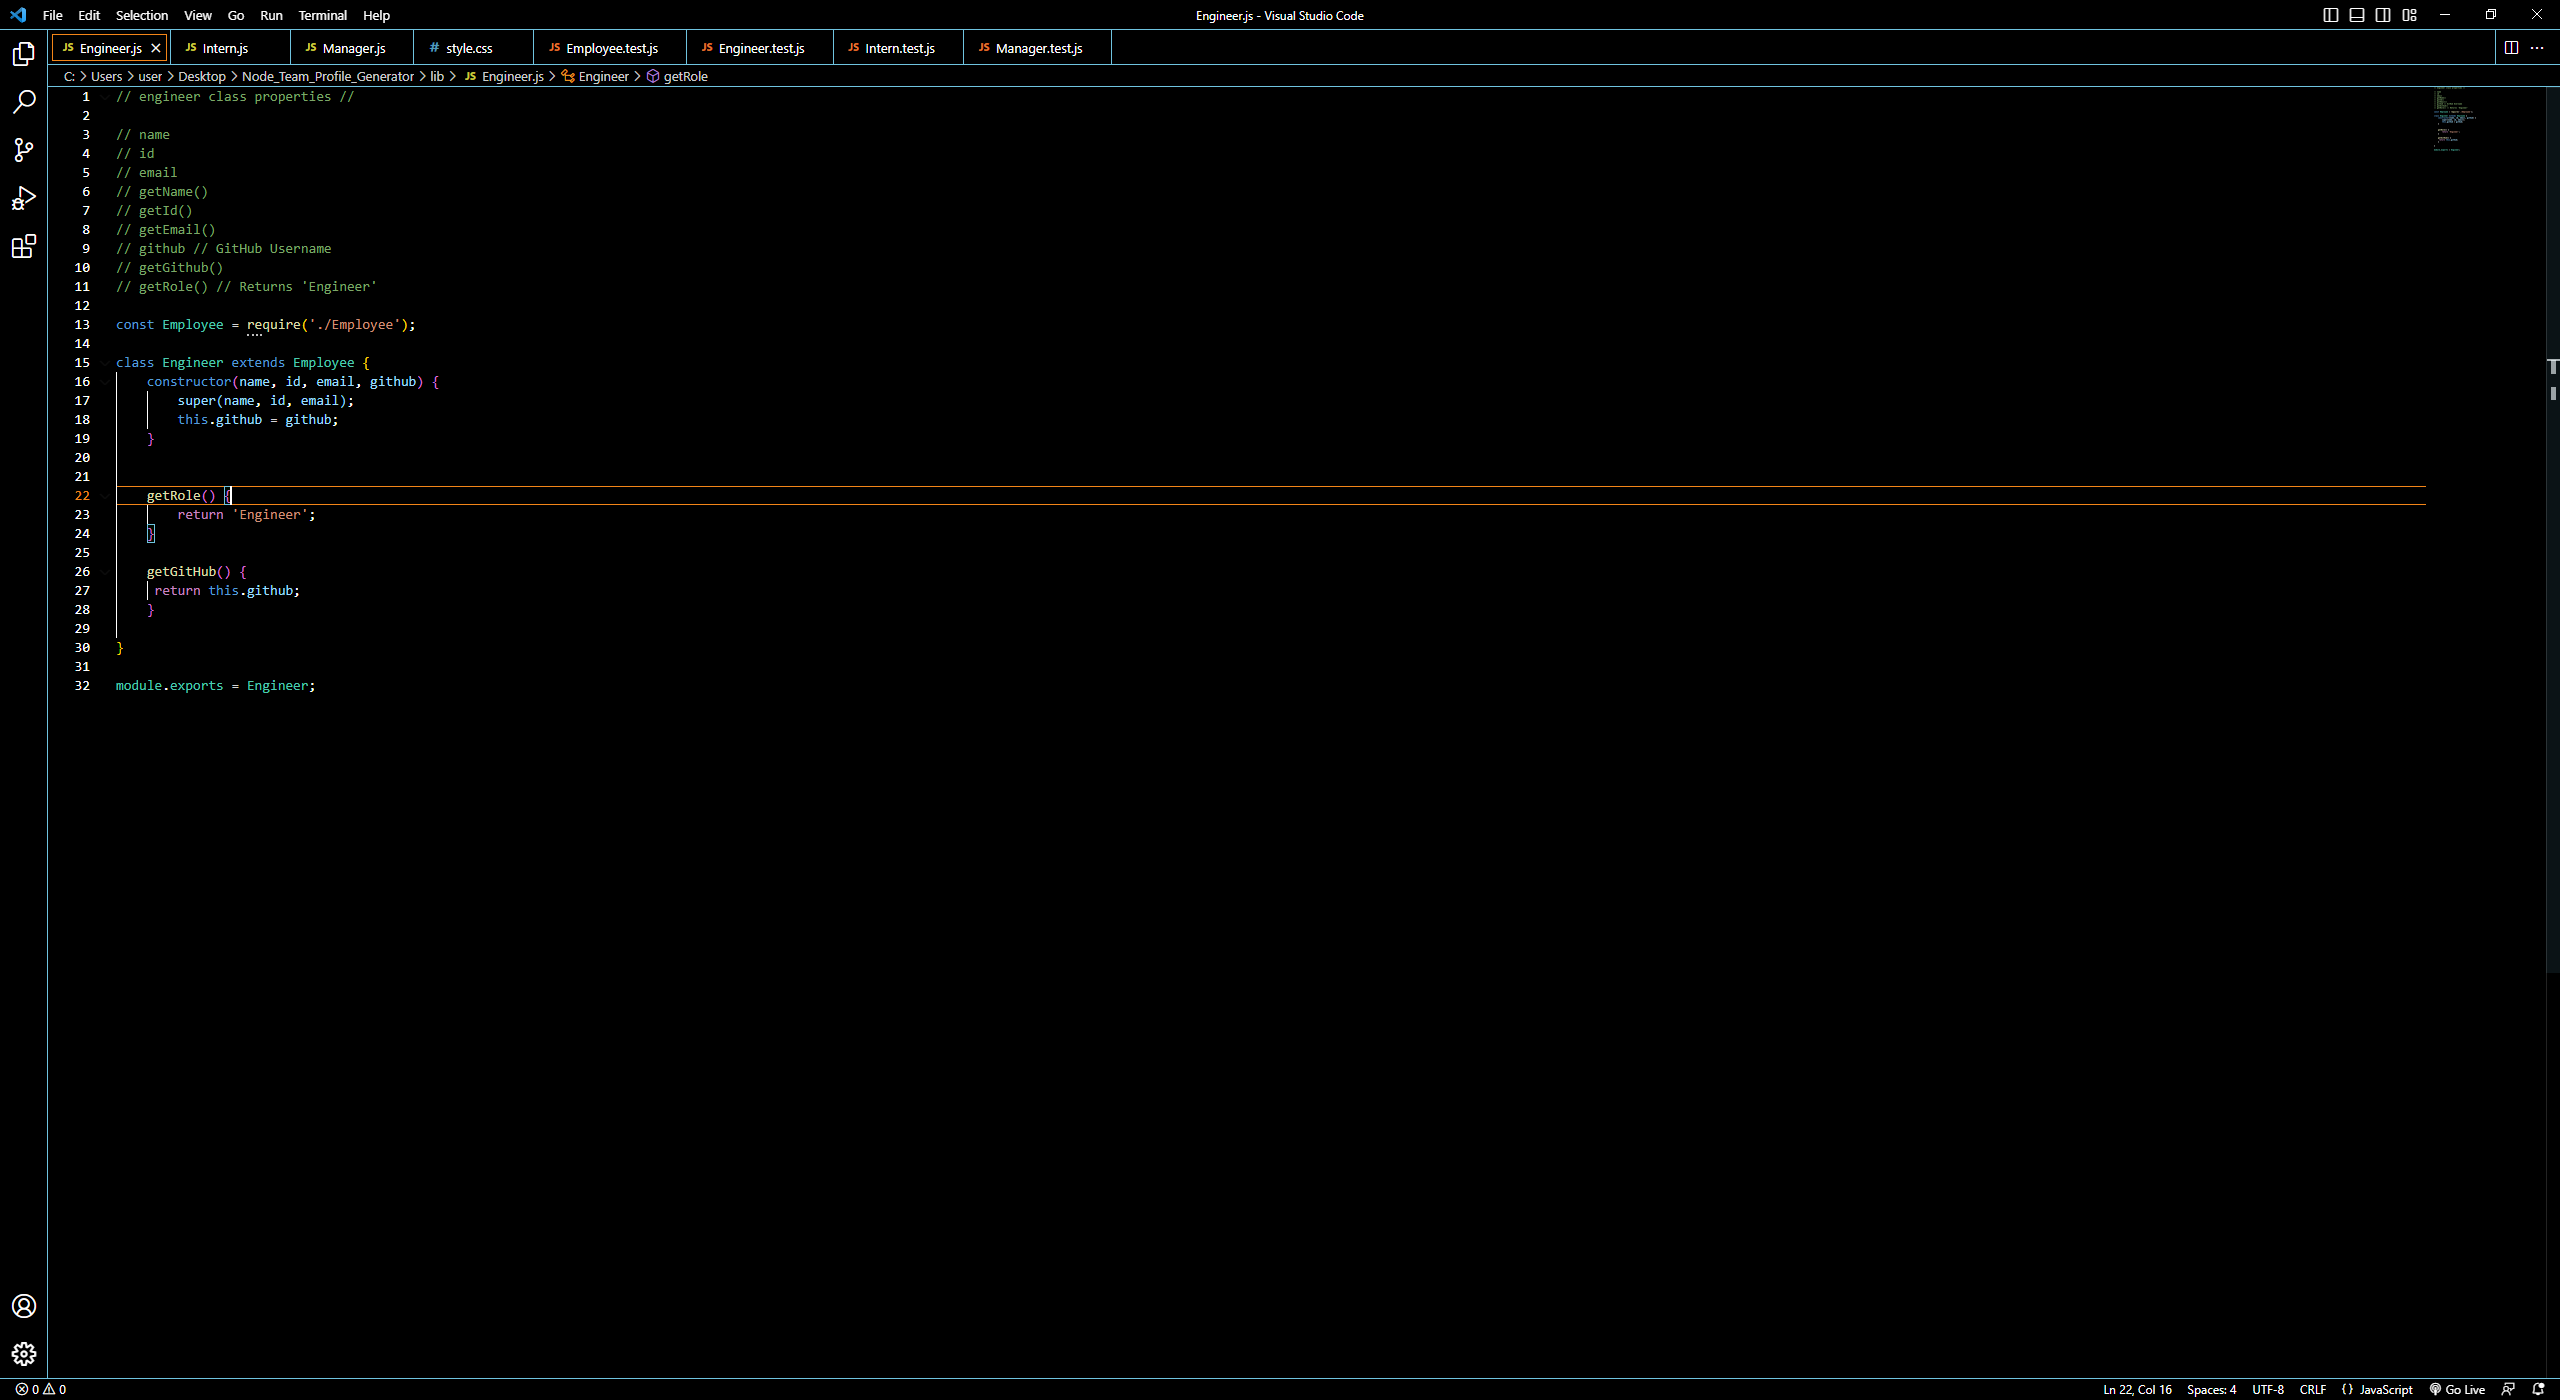 File Edit Selection View Go Run Terminal Help
Engineer.js - Visual Studio Code
JS Engineer.js JS Intern.js JS Manager.js # style.css JS Employee.test.js JS Engineer.test.js JS Intern.test.js JS Manager.test.js
C: > Users > user > Desktop > Node_Team_Profile_Generator > lib > JS Engineer.js > Engineer > getRole
1 // engineer class properties //
2
3 // name
4 // id
5 // email
6 // getName()
7 // getId()
8 // getEmail()
9 // github // GitHub Username
10 // getGithub()
11 // getRole() // Returns 'Engineer'
12
13 const Employee = require('./Employee');
14
15 class Engineer extends Employee {
16     constructor(name, id, email, github) {
17         super(name, id, email);
18         this.github = github;
19     }
20
21
22     getRole() {
23         return 'Engineer';
24     }
25
26     getGitHub() {
27      return this.github;
28     }
29
30 }
31
32 module.exports = Engineer;
0 0
Ln 22, Col 16 Spaces: 4 UTF-8 CRLF {} JavaScript Go Live